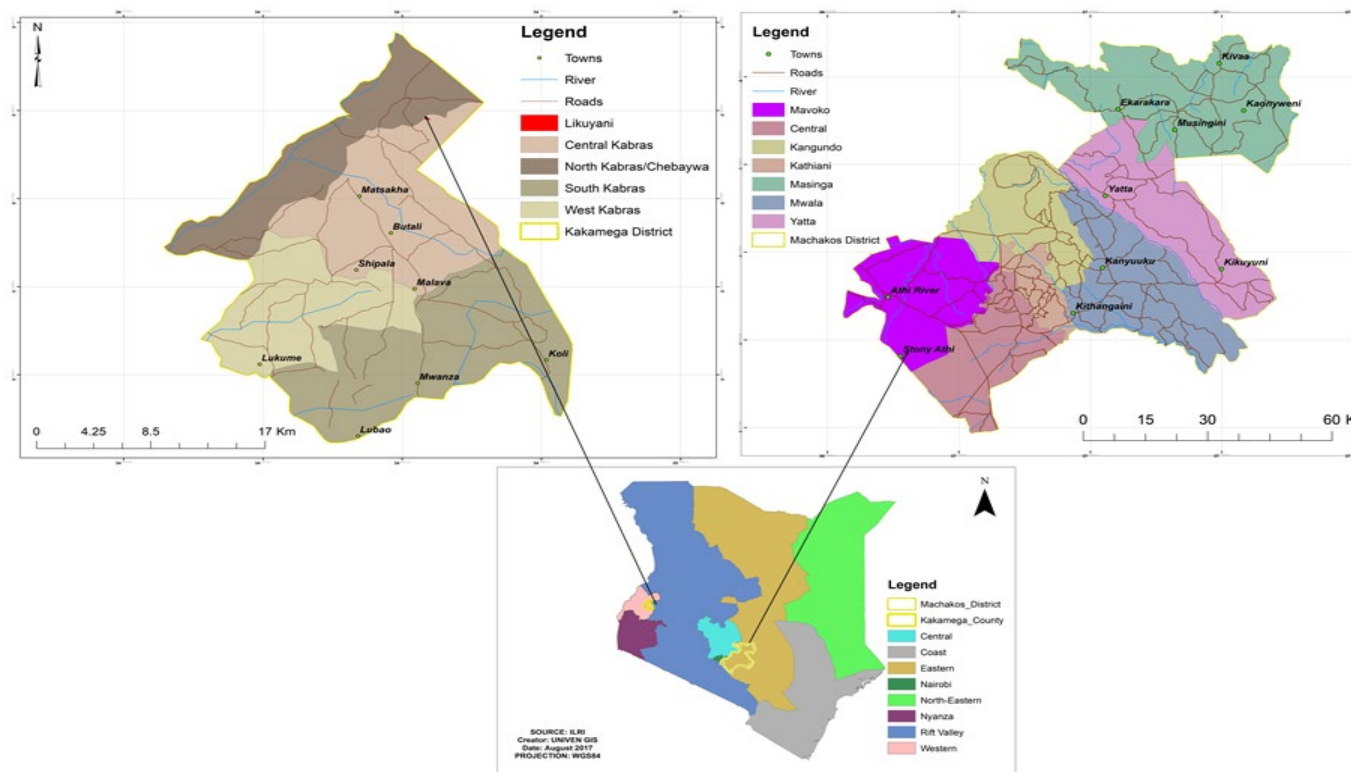 N
Legend
Towns
River
Roads
Likuyani
Central Kabras
North Kabras/Chebaywa
South Kabras
West Kabras
Kakamega District
Matsakha
Butali
Shipala
Malava
Lukume
Koli
Mwanza
Lubao
0 4.25 8.5 17 Km
Legend
Towns
Roads
River
Mavoko
Central
Kangundo
Kathiani
Masinga
Mwala
Yatta
Machakos District
Kivaa
Ekarakara
Kaonyweni
Musingini
Yatta
Kanyuuku
Kikuyuni
Athi River
Kithangaini
Stony Athi
0 15 30 60 K
N
Legend
Machakos_District
Kakamega_County
Central
Coast
Eastern
Nairobi
North-Eastern
Nyanza
Rift Valley
Western
SOURCE: ILRI
Creator: UNIVEN GIS
Date: August 2017
PROJECTION: WGS84